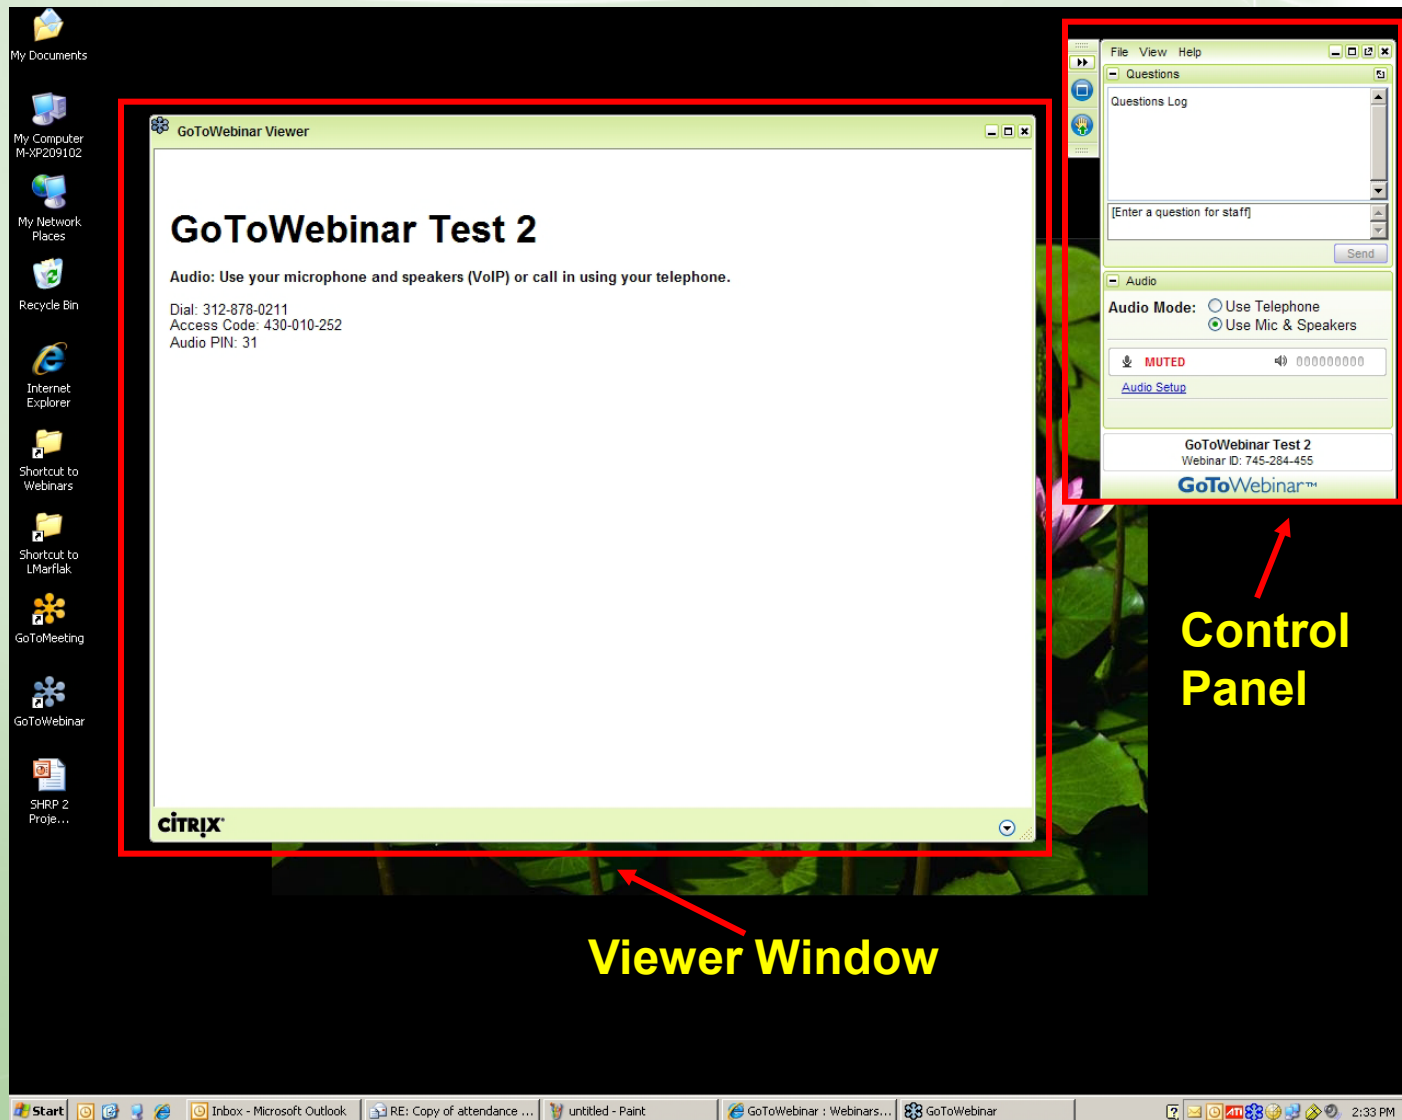 My Documents
My Computer
M-XP209102
My Network
Places
Recycle Bin
Internet
Explorer
Shortcut to
Webinars
Shortcut to
LMarflak
GoToMeeting
GoToWebinar
SHRP 2
Proje...
GoToWebinar Viewer
GoToWebinar Test 2
Audio: Use your microphone and speakers (VoIP) or call in using your telephone.
Dial: 312-878-0211
Access Code: 430-010-252
Audio PIN: 31
CITRIX
File View Help
Questions
Questions Log
[Enter a question for staff]
Send
Audio
Audio Mode: Use Telephone
Use Mic & Speakers
MUTED
Audio Setup
GoToWebinar Test 2
Webinar ID: 745-284-455
GoToWebinar™
Control
Panel
Viewer Window
Start
Inbox - Microsoft Outlook
RE: Copy of attendance ...
untitled - Paint
GoToWebinar : Webinars...
GoToWebinar
ATI
2:33 PM